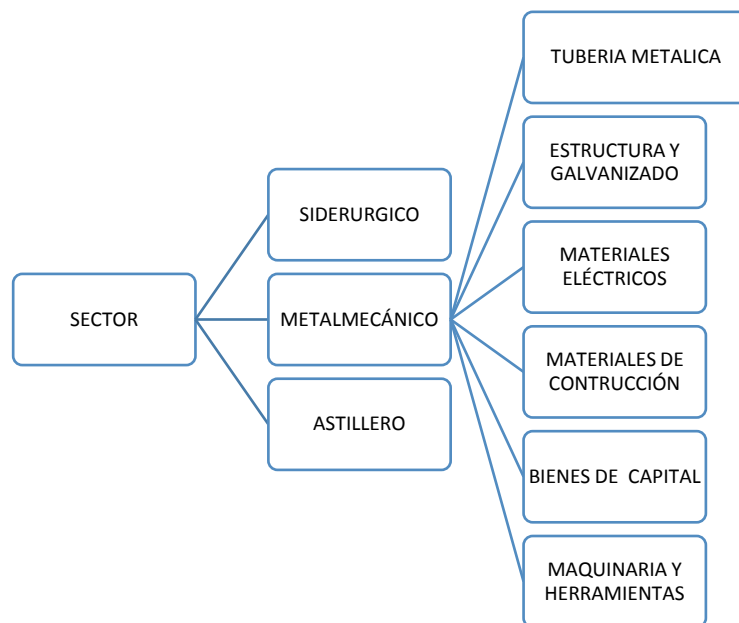 SECTOR
SIDERURGICO
METALMECÁNICO
ASTILLERO
TUBERIA METALICA
ESTRUCTURA Y
GALVANIZADO
MATERIALES
ELÉCTRICOS
MATERIALES DE
CONTRUCCIÓN
BIENES DE CAPITAL
MAQUINARIA Y
HERRAMIENTAS